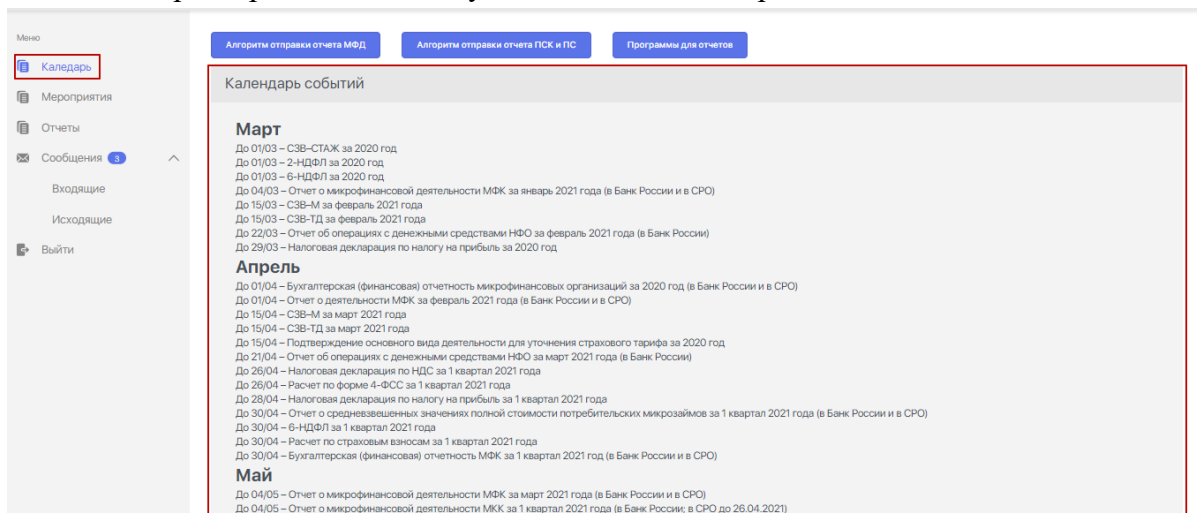 Меню
Каледарь
Мероприятия
Отчеты
Сообщения 3
Входящие
Исходящие
Выйти
Алгоритм отправки отчета МФД
Алгоритм отправки отчета ПСК и ПС
Программы для отчетов
Календарь событий
Март
До 01/03 – СЗВ–СТАЖ за 2020 год
До 01/03 – 2-НДФЛ за 2020 год
До 01/03 – 6-НДФЛ за 2020 год
До 04/03 – Отчет о микрофинансовой деятельности МФК за январь 2021 года (в Банк России и в СРО)
До 15/03 – СЗВ–М за февраль 2021 года
До 15/03 – СЗВ-ТД за февраль 2021 года
До 22/03 – Отчет об операциях с денежными средствами НФО за февраль 2021 года (в Банк России)
До 29/03 – Налоговая декларация по налогу на прибыль за 2020 год
Апрель
До 01/04 – Бухгалтерская (финансовая) отчетность микрофинансовых организаций за 2020 год (в Банк России и в СРО)
До 01/04 – Отчет о деятельности МФК за февраль 2021 года (в Банк России и в СРО)
До 15/04 – СЗВ–М за март 2021 года
До 15/04 – СЗВ-ТД за март 2021 года
До 15/04 – Подтверждение основного вида деятельности для уточнения страхового тарифа за 2020 год
До 21/04 – Отчет об операциях с денежными средствами НФО за март 2021 года (в Банк России)
До 26/04 – Налоговая декларация по НДС за 1 квартал 2021 года
До 26/04 – Расчет по форме 4-ФСС за 1 квартал 2021 года
До 28/04 – Налоговая декларация по налогу на прибыль за 1 квартал 2021 года
До 30/04 – Отчет о средневзвешенных значениях полной стоимости потребительских микрозаймов за 1 квартал 2021 года (в Банк России и в СРО)
До 30/04 – 6-НДФЛ за 1 квартал 2021 года
До 30/04 – Расчет по страховым взносам за 1 квартал 2021 года
До 30/04 – Бухгалтерская (финансовая) отчетность МФК за 1 квартал 2021 год (в Банк России и в СРО)
Май
До 04/05 – Отчет о микрофинансовой деятельности МФК за март 2021 года (в Банк России и в СРО)
До 04/05 – Отчет о микрофинансовой деятельности МКК за 1 квартал 2021 года (в Банк России; в СРО до 26.04.2021)